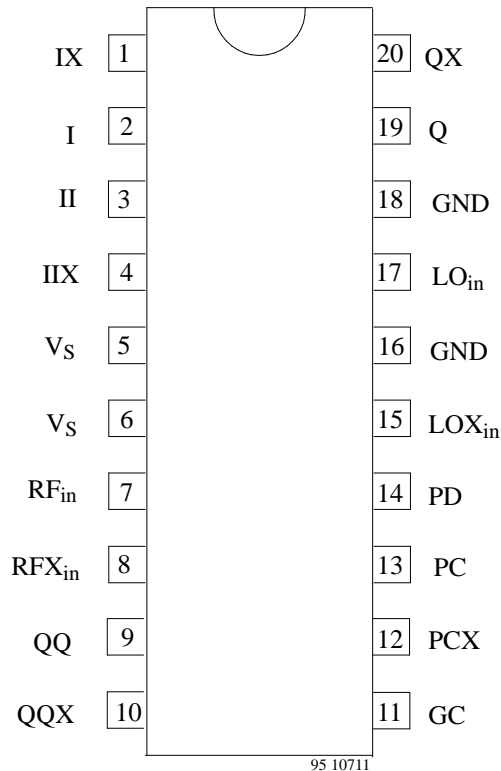 IX 1 20 QX
I 2 19 Q
II 3 18 GND
IIX 4 17 LOin
VS 5 16 GND
VS 6 15 LOXin
RFin 7 14 PD
RFXin 8 13 PC
QQ 9 12 PCX
QQX 10 11 GC
95 10711